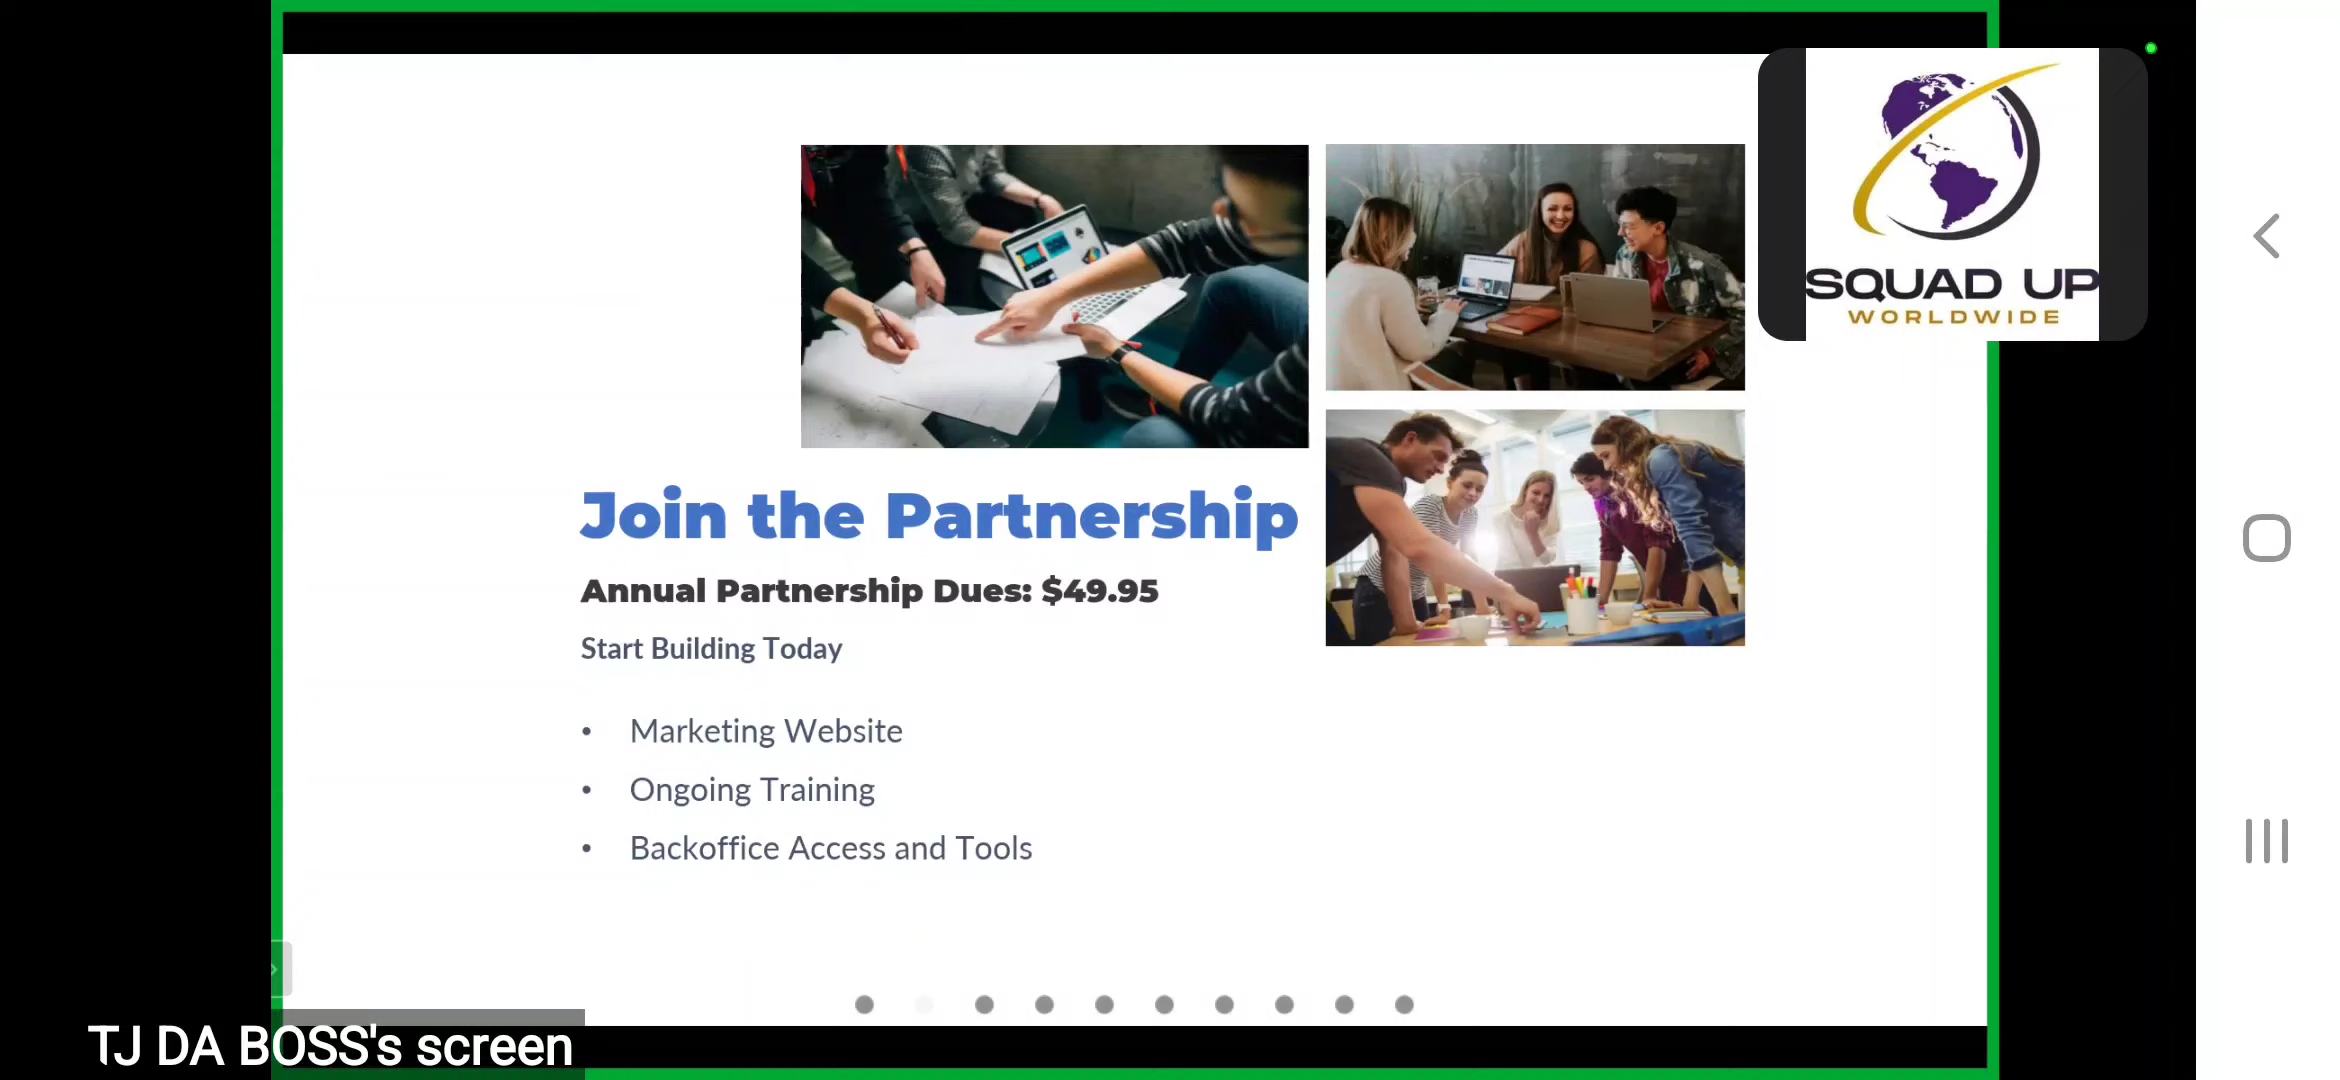 SQUAD UP
WORLDWIDE
Join the Partnership
Annual Partnership Dues: $49.95
Start Building Today
• Marketing Website
• Ongoing Training
• Backoffice Access and Tools
TJ DA BOSS's screen